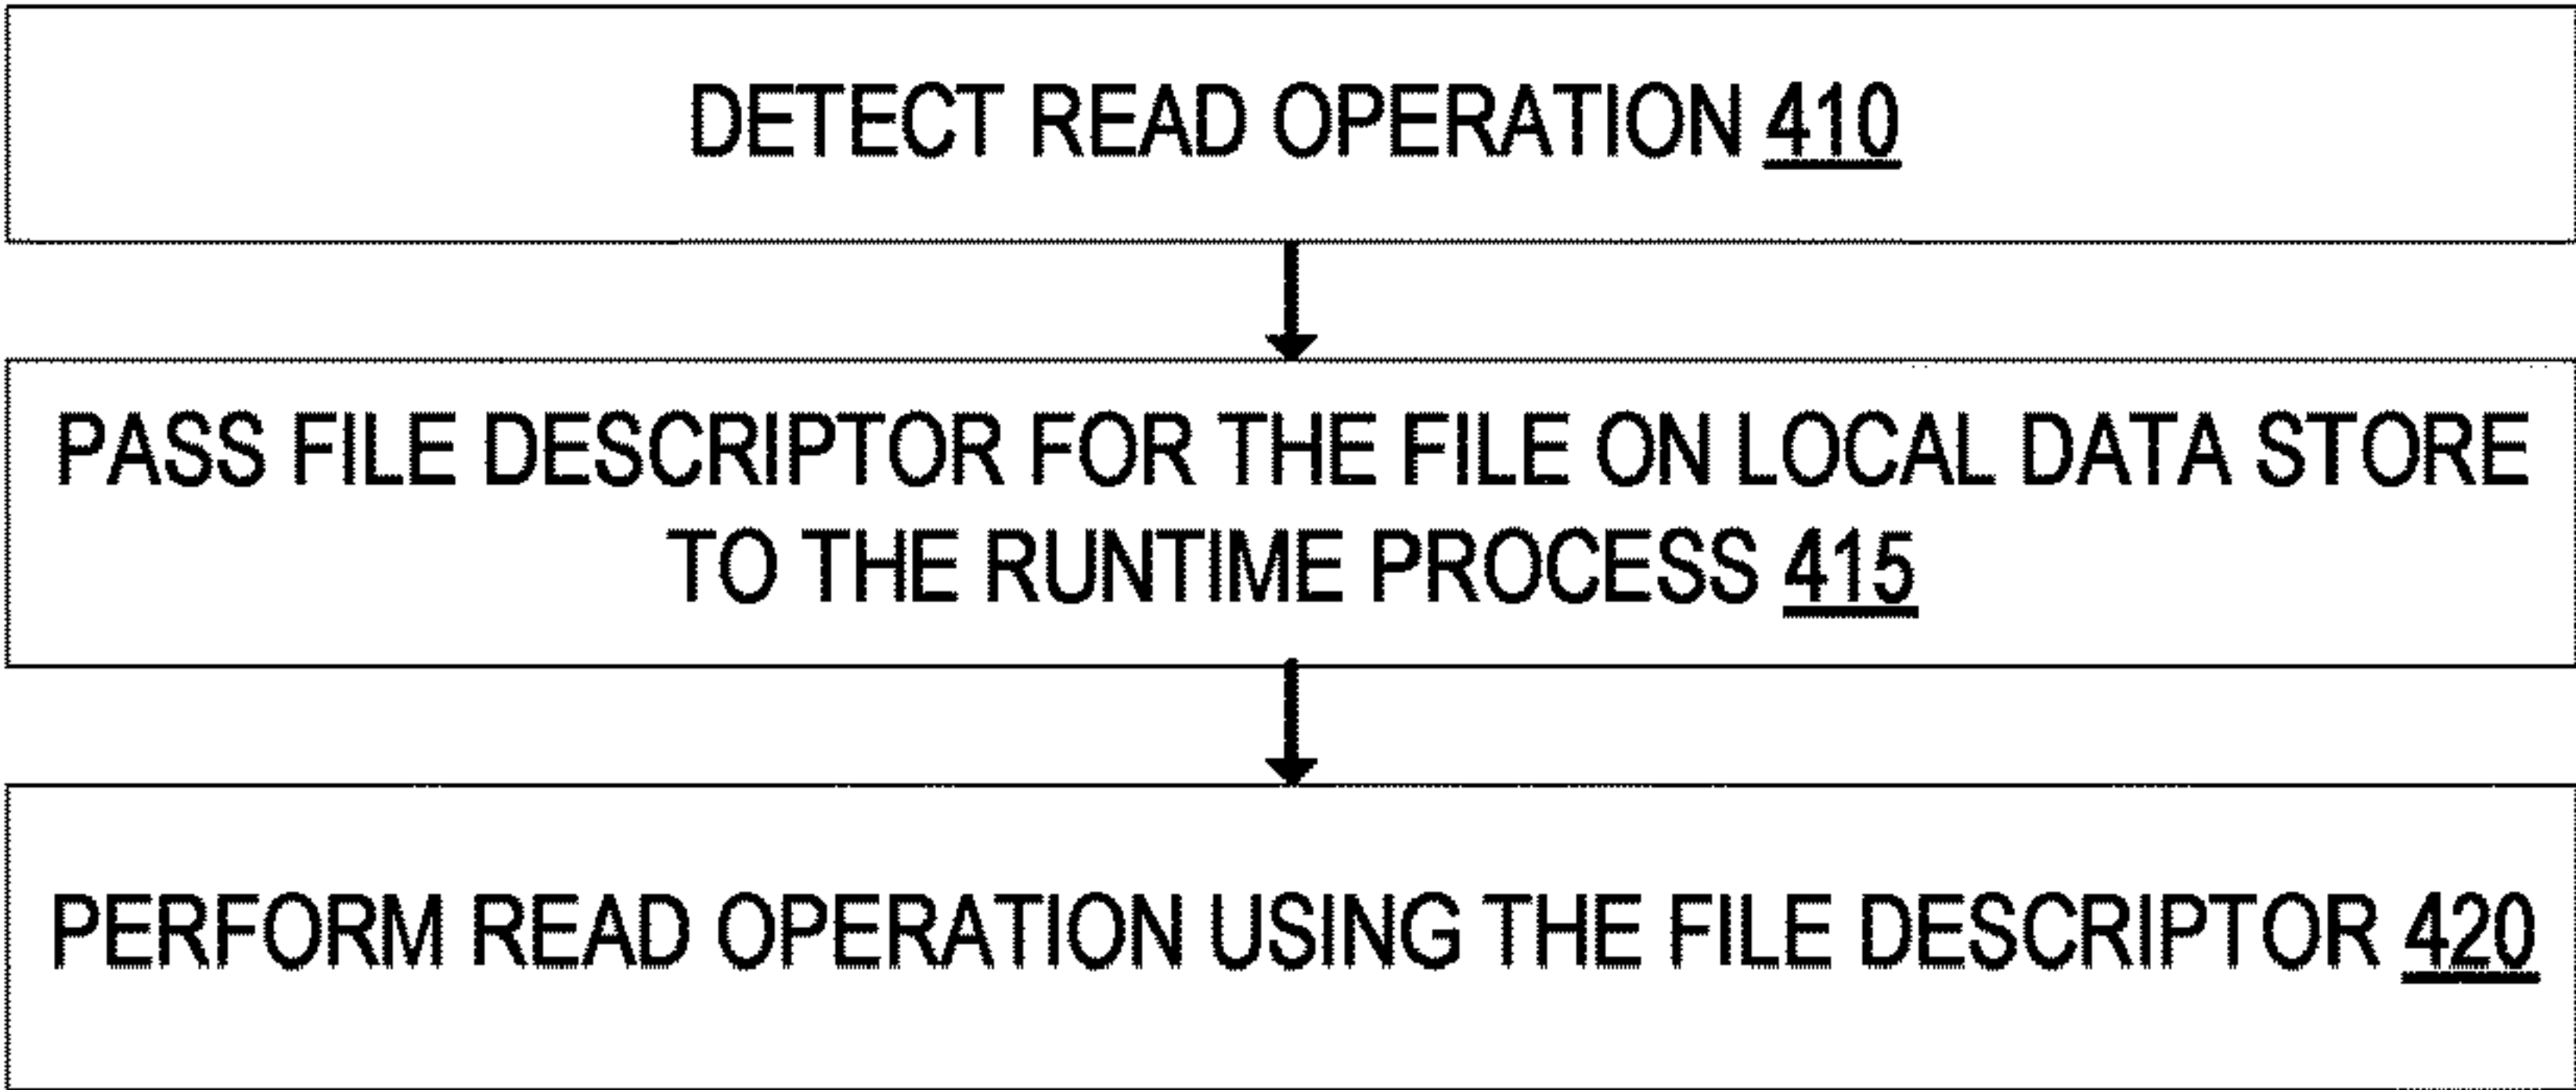 DETECT READ OPERATION 410
PASS FILE DESCRIPTOR FOR THE FILE ON LOCAL DATA STORE
TO THE RUNTIME PROCESS 415
PERFORM READ OPERATION USING THE FILE DESCRIPTOR 420